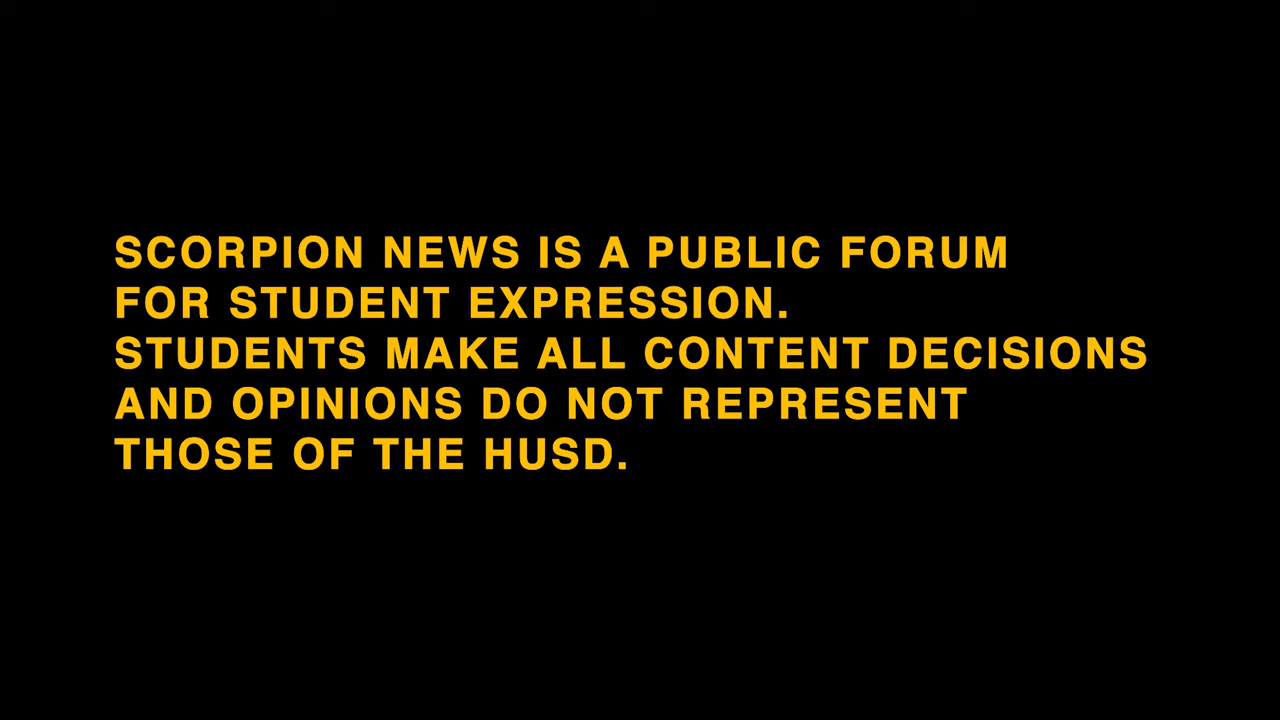 SCORPION NEWS IS A PUBLIC FORUM
FOR STUDENT EXPRESSION.
STUDENTS MAKE ALL CONTENT DECISIONS
AND OPINIONS DO NOT REPRESENT
THOSE OF THE HUSD.